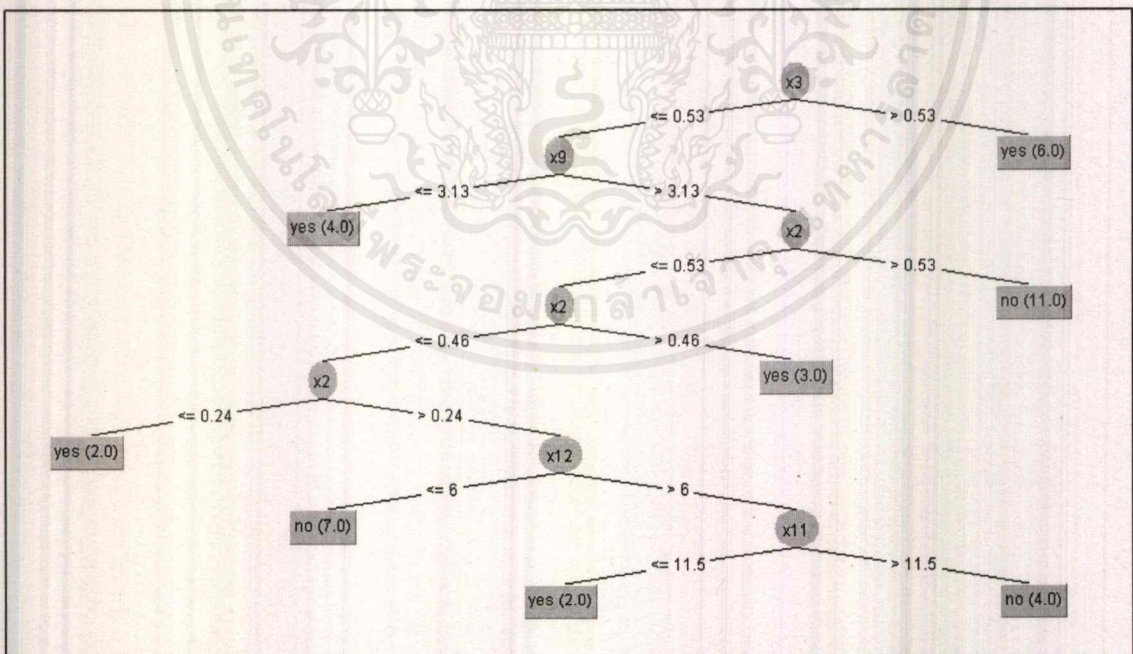 x3
<= 0.53
> 0.53
x9
yes (6.0)
<= 3.13
> 3.13
yes (4.0)
x2
<= 0.53
> 0.53
x2
no (11.0)
<= 0.46
> 0.46
x2
yes (3.0)
<= 0.24
> 0.24
yes (2.0)
x12
<= 6
> 6
no (7.0)
x11
<= 11.5
> 11.5
yes (2.0)
no (4.0)